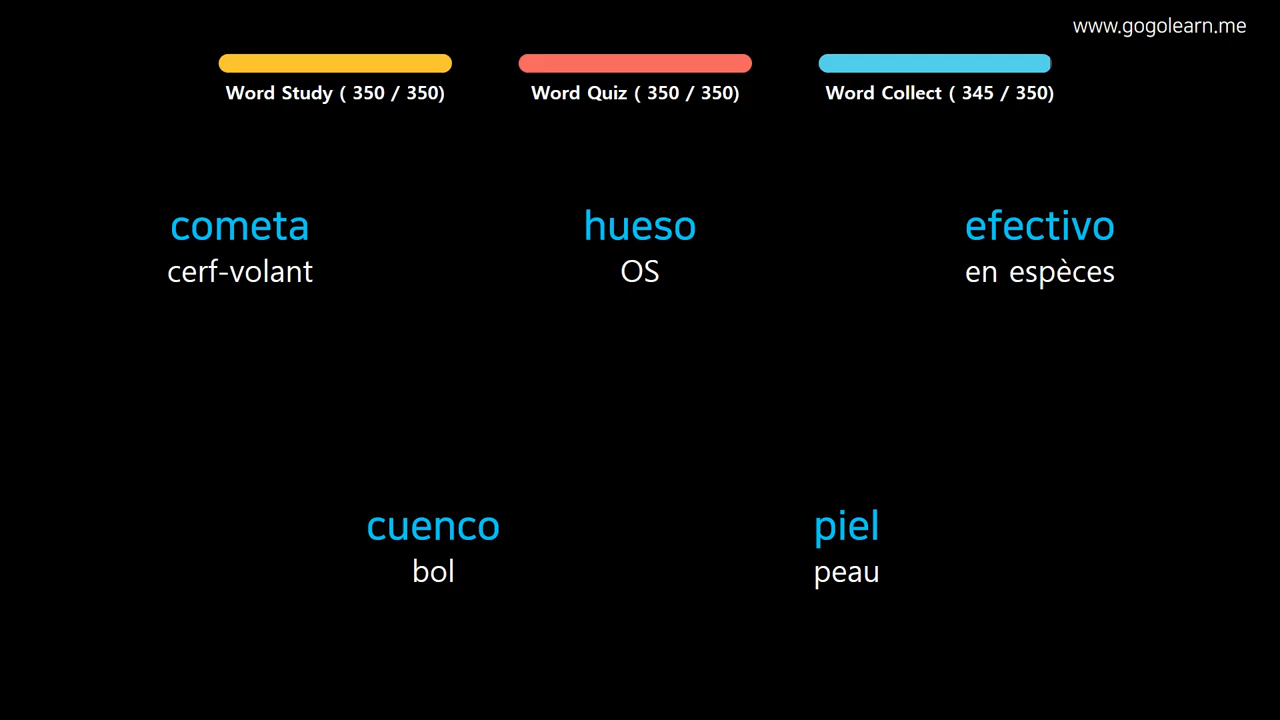 www.gogolearn.me
Word Study ( 350 / 350)
Word Quiz ( 350 / 350)
Word Collect ( 345 / 350)
cometa
cerf-volant
hueso
OS
efectivo
en espèces
cuenco
bol
piel
peau